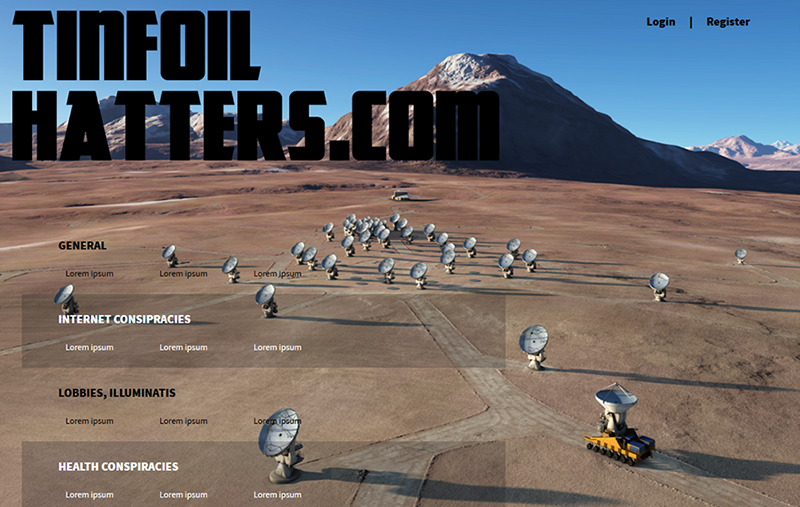 TINFOIL
HATTERS.COM
Login | Register
GENERAL
Lorem ipsum Lorem ipsum Lorem ipsum
INTERNET CONSIPRACIES
Lorem ipsum Lorem ipsum Lorem ipsum
LOBBIES, ILLUMINATIS
Lorem ipsum Lorem ipsum Lorem ipsum
HEALTH CONSPIRACIES
Lorem ipsum Lorem ipsum Lorem ipsum